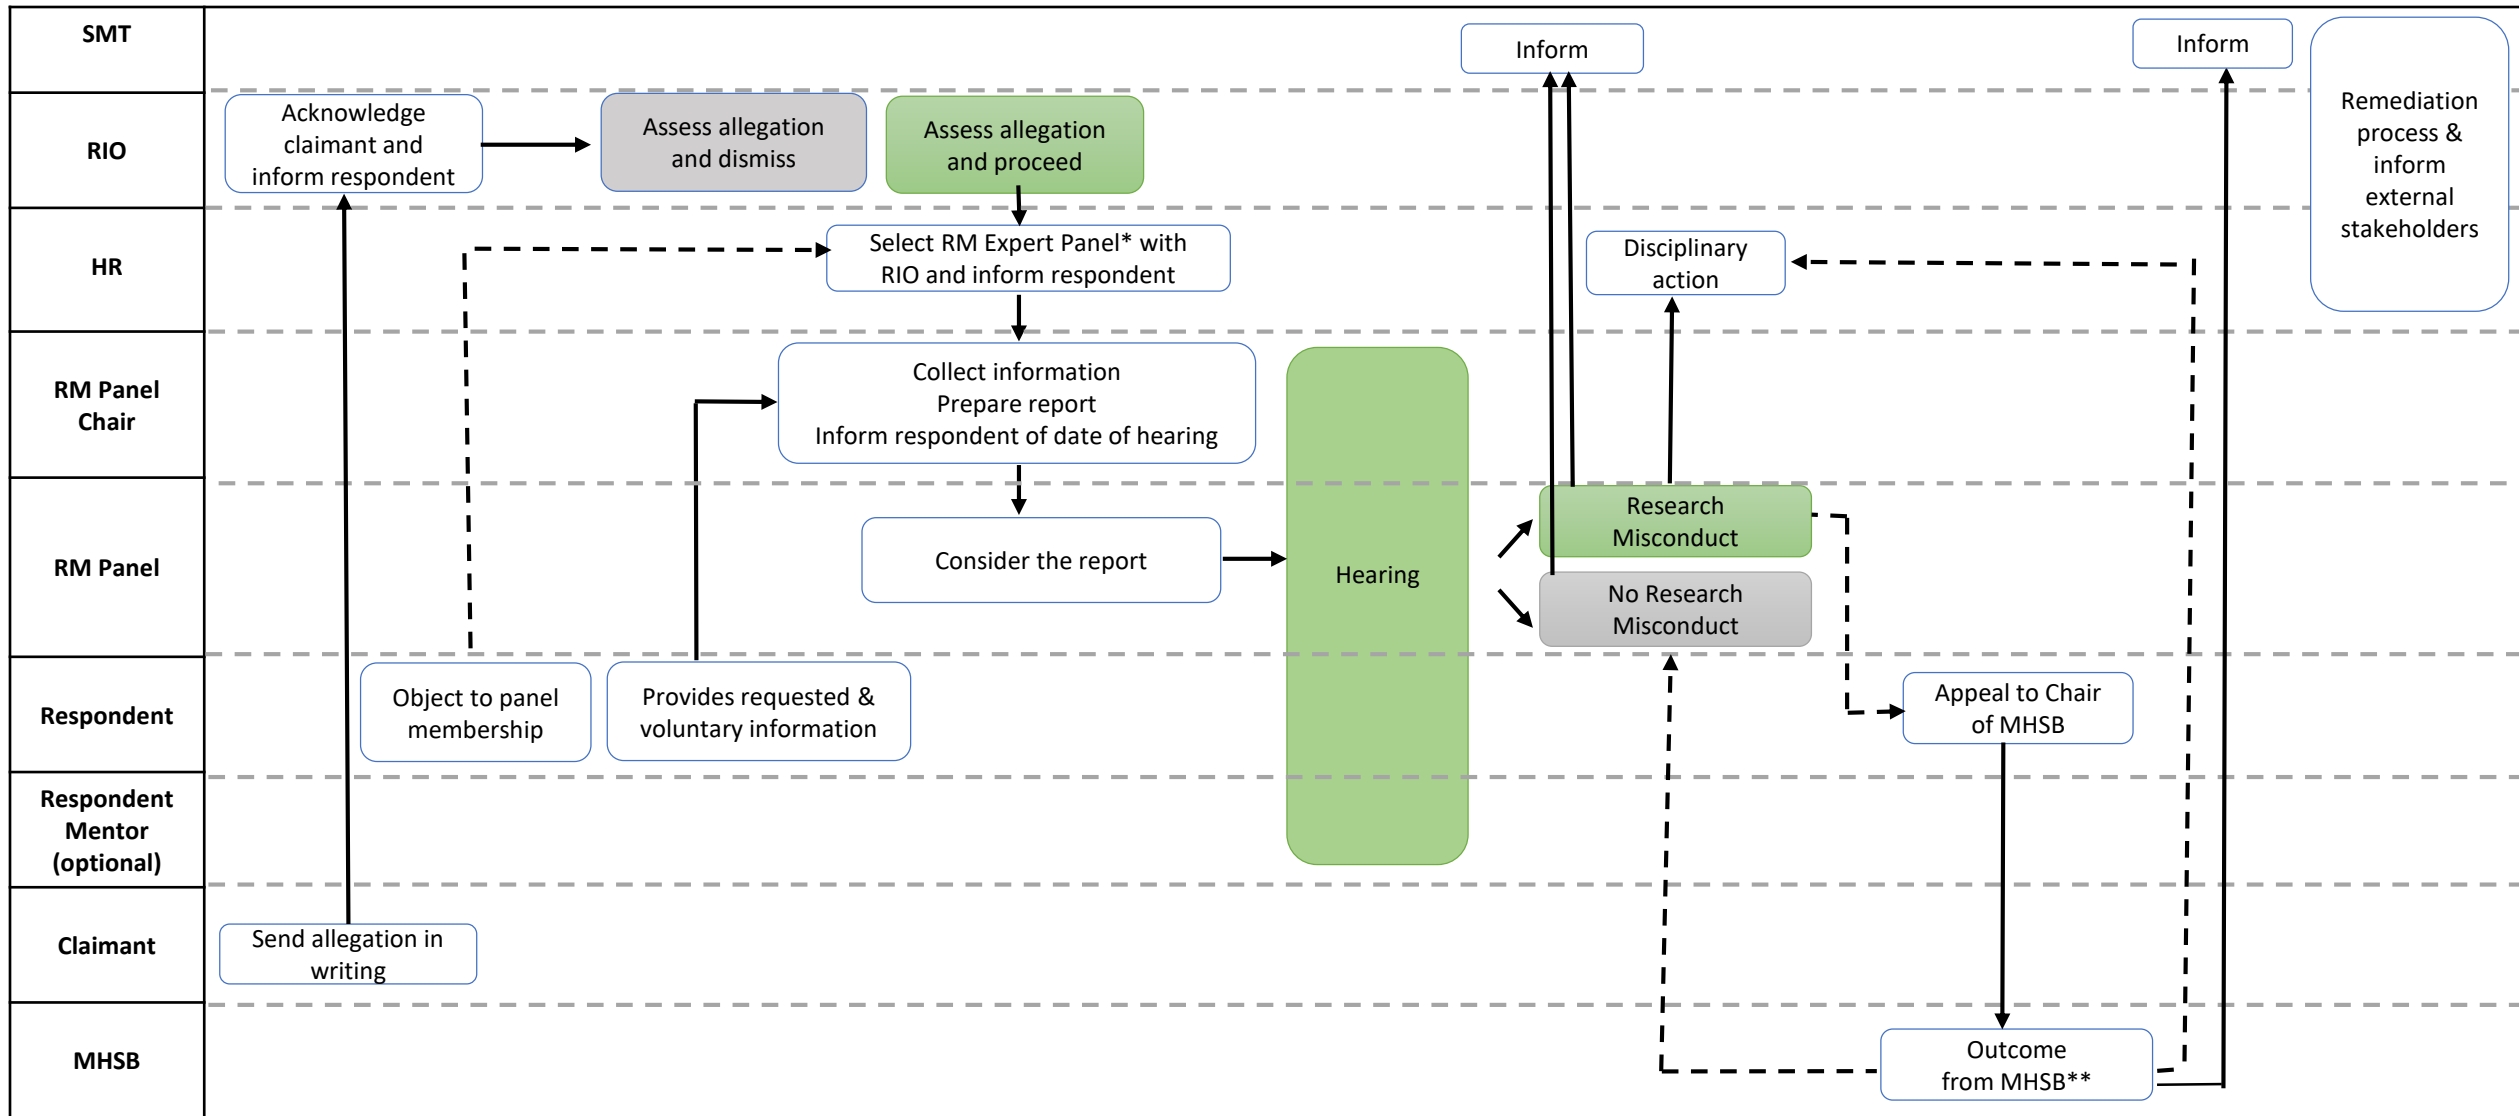 SMT
Inform
Inform
RIO
Acknowledge
claimant and
inform respondent
Assess allegation
and dismiss
Assess allegation
and proceed
Remediation
process &
inform
external
stakeholders
HR
Select RM Expert Panel* with
RIO and inform respondent
Disciplinary
action
RM Panel
Chair
Collect information
Prepare report
Inform respondent of date of hearing
RM Panel
Consider the report
Hearing
Research
Misconduct
No Research
Misconduct
Respondent
Object to panel
membership
Provides requested &
voluntary information
Appeal to Chair
of MHSB
Respondent
Mentor
(optional)
Claimant
Send allegation in
writing
MHSB
Outcome
from MHSB**